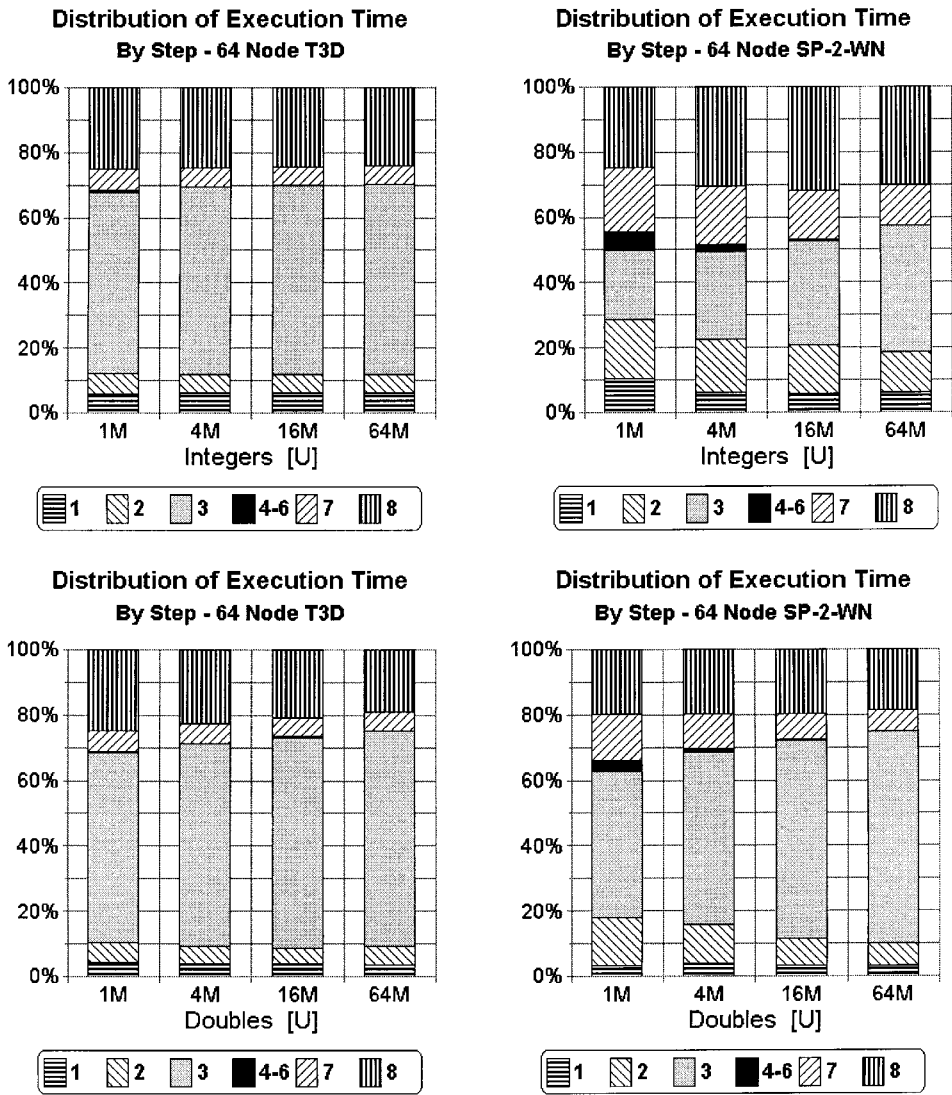 Distribution of Execution Time
By Step - 64 Node T3D
100%
80%
60%
40%
20%
0%
1M 4M 16M 64M
Integers [U]
1 2 3 4-6 7 8
Distribution of Execution Time
By Step - 64 Node SP-2-WN
100%
80%
60%
40%
20%
0%
1M 4M 16M 64M
Integers [U]
1 2 3 4-6 7 8
Distribution of Execution Time
By Step - 64 Node T3D
100%
80%
60%
40%
20%
0%
1M 4M 16M 64M
Doubles [U]
1 2 3 4-6 7 8
Distribution of Execution Time
By Step - 64 Node SP-2-WN
100%
80%
60%
40%
20%
0%
1M 4M 16M 64M
Doubles [U]
1 2 3 4-6 7 8